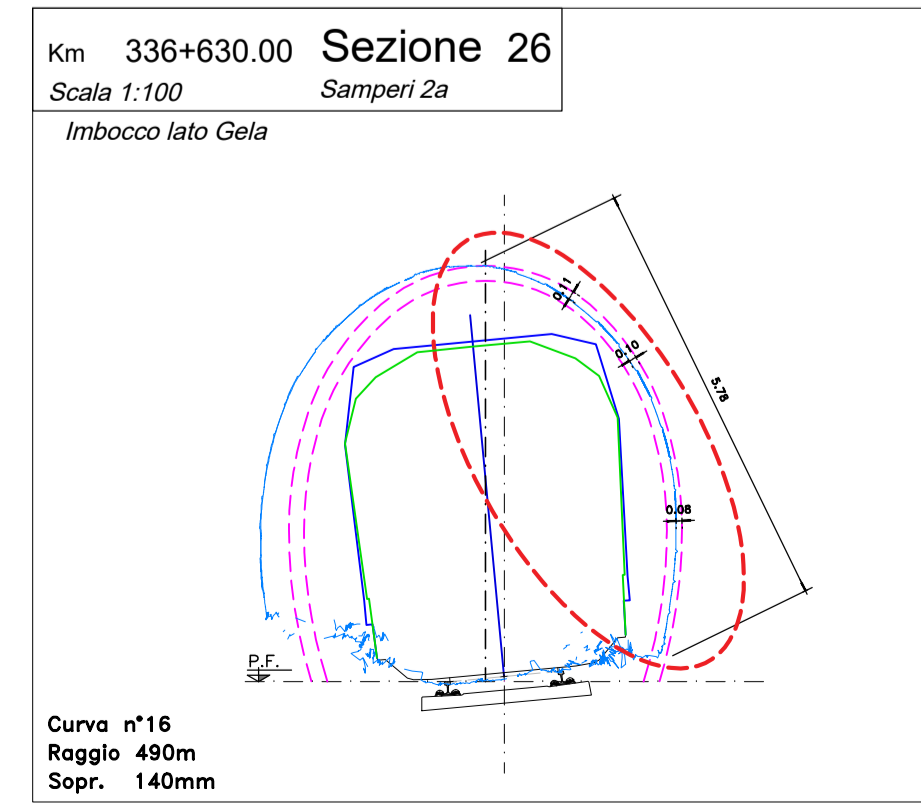 Km 336+630.00 Sezione 26
Scala 1:100 Samperi 2a
Imbocco lato Gela
0.11
0.10
5.78
0.08
P.F.
Curva n°16
Raggio 490m
Sopr. 140mm